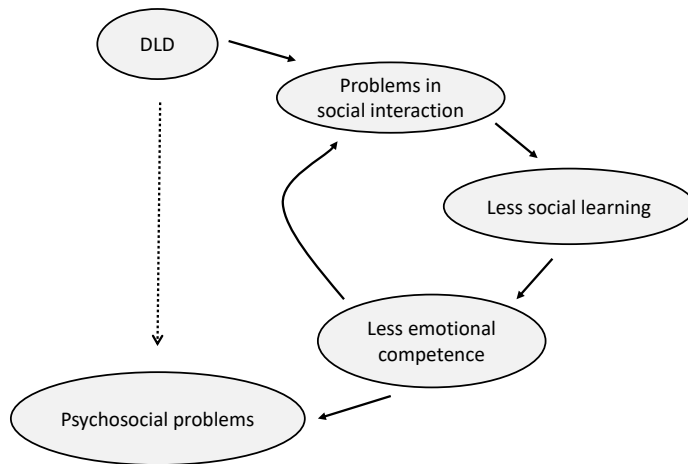 DLD
Problems in
social interaction
Less social learning
Less emotional
competence
Psychosocial problems